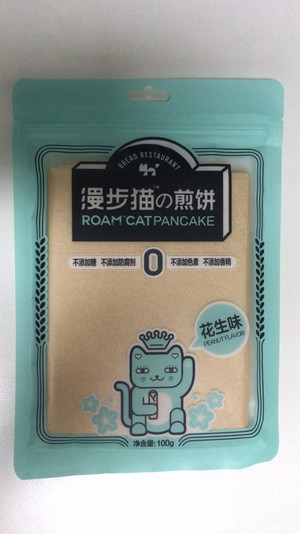 BREAD RESTAURANT
漫步猫の煎饼™
ROAM CAT PANCAKE
不添加糖 不添加防腐剂 0 不添加色素 不添加香精
花生味
PEANUT FLAVOR
净含量:100g